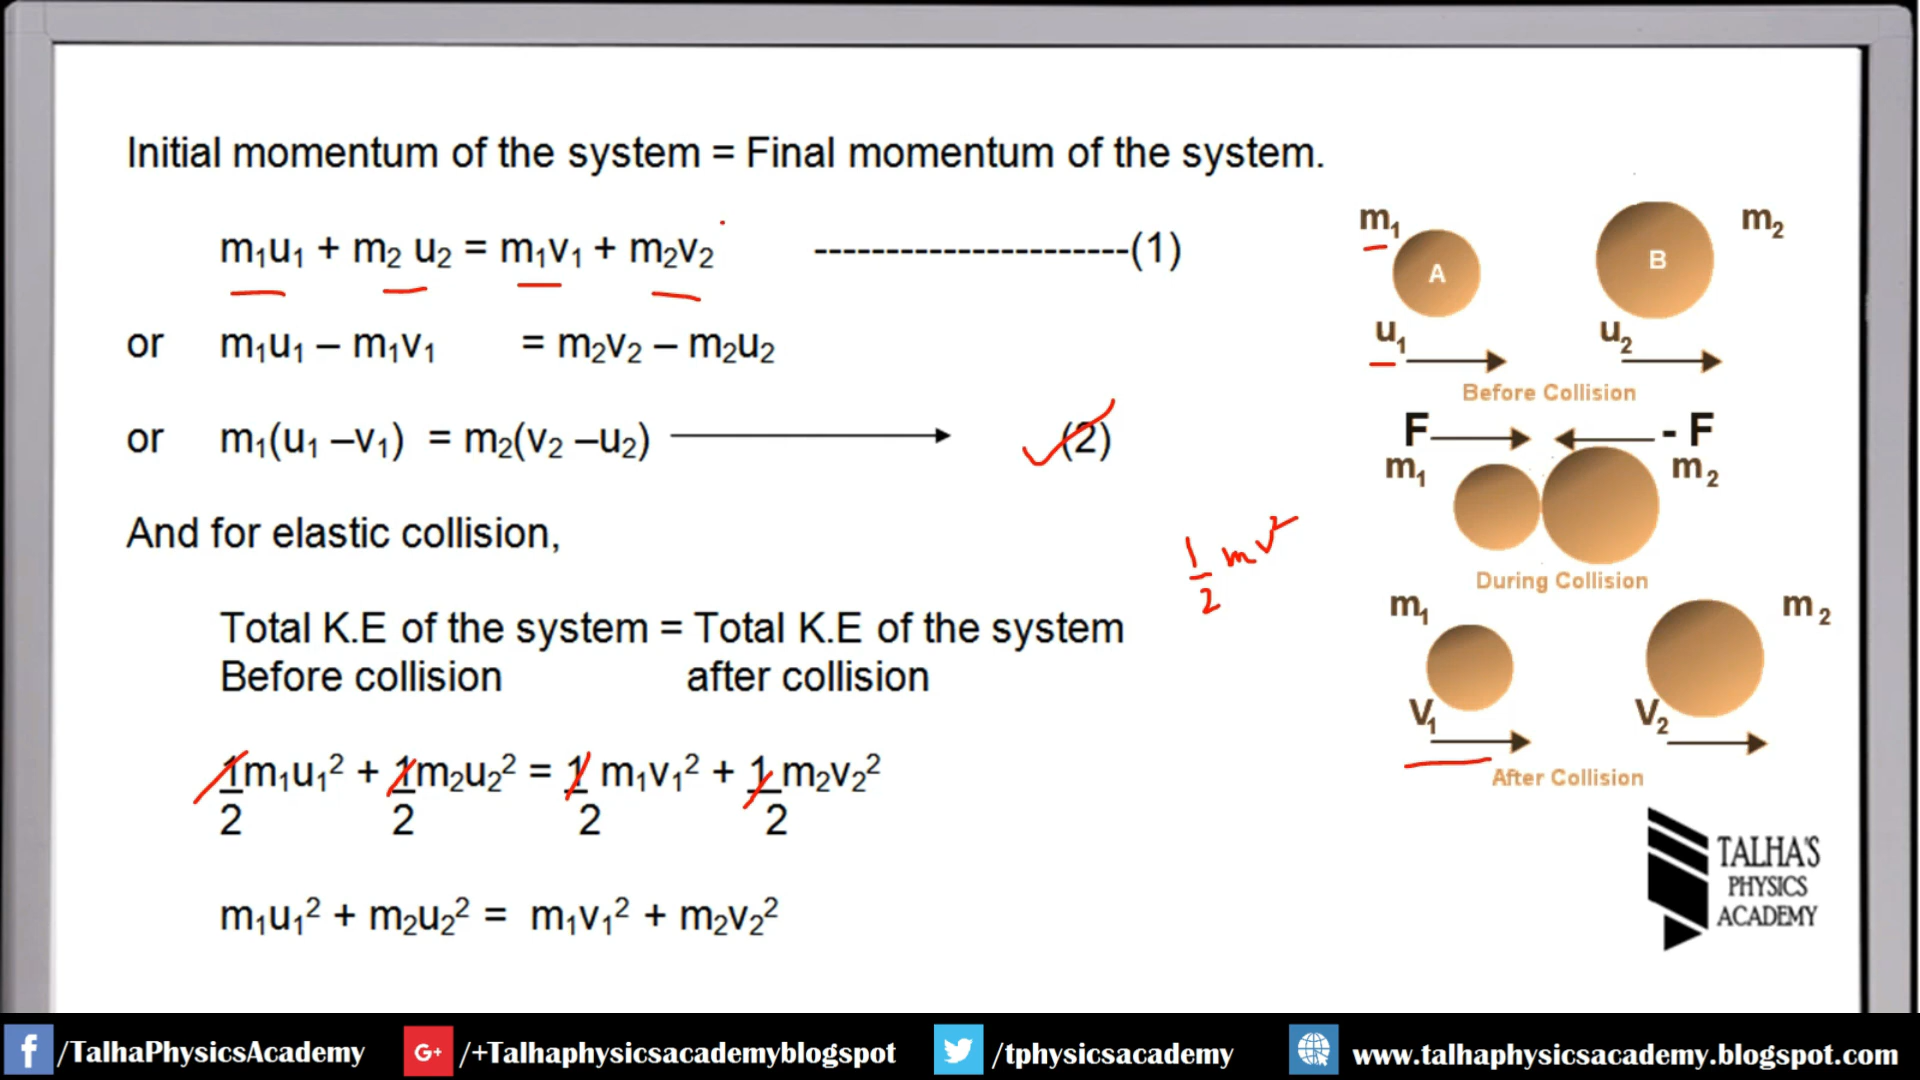 Initial momentum of the system = Final momentum of the system.
m₁u₁ + m₂ u₂ = m₁v₁ + m₂v₂ ----------------------(1)
or m₁u₁ – m₁v₁ = m₂v₂ – m₂u₂
or m₁(u₁ –v₁) = m₂(v₂ –u₂) (2)
And for elastic collision,
1/2 mv²
Total K.E of the system = Total K.E of the system
Before collision after collision
1/2m₁u₁² + 1/2m₂u₂² = 1/2 m₁v₁² + 1/2 m₂v₂²
m₁u₁² + m₂u₂² = m₁v₁² + m₂v₂²
m₁ m₂
A B
u₁ u₂
Before Collision
F - F
m₁ m₂
During Collision
m₁ m₂
V₁ V₂
After Collision
TALHA'S
PHYSICS
ACADEMY
f /TalhaPhysicsAcademy G+ /+Talhaphysicsacademyblogspot /tphysicsacademy www.talhaphysicsacademy.blogspot.com